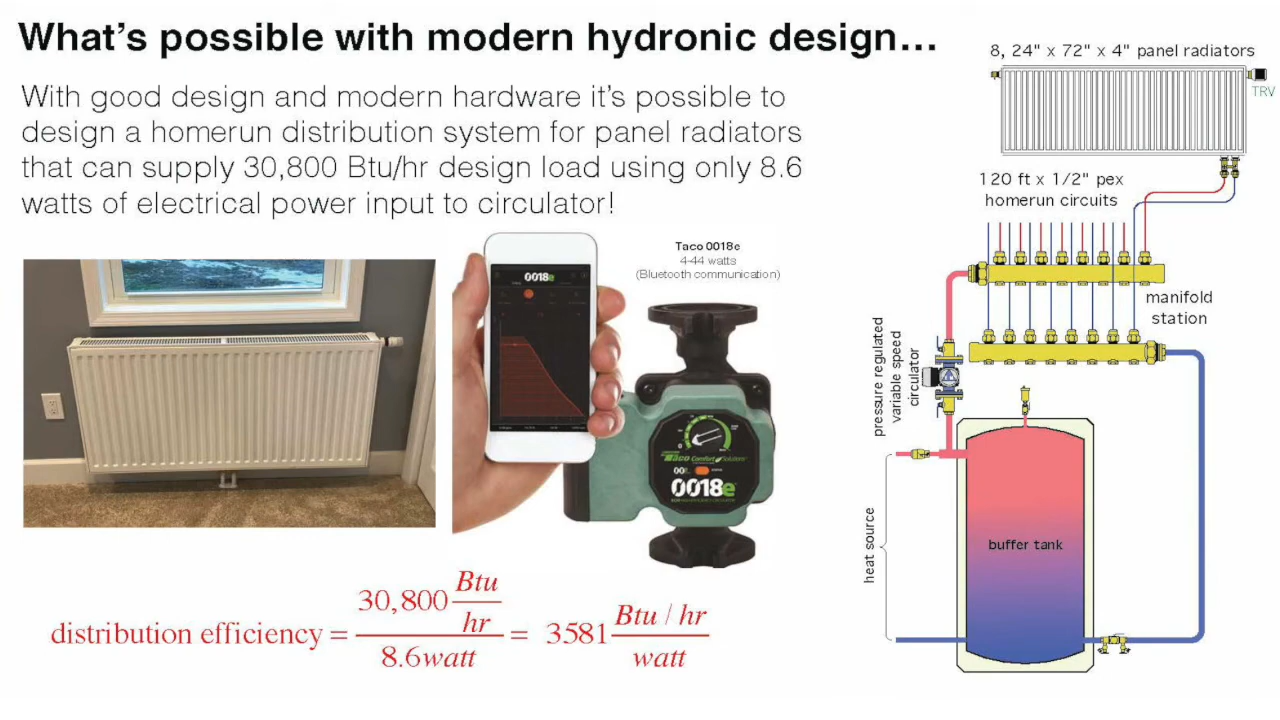 What's possible with modern hydronic design...
With good design and modern hardware it's possible to
design a homerun distribution system for panel radiators
that can supply 30,800 Btu/hr design load using only 8.6
watts of electrical power input to circulator!
8, 24" x 72" x 4" panel radiators
TRV
120 ft x 1/2" pex
homerun circuits
Taco 0018e
4-44 watts
(Bluetooth communication)
0018e
Taco Comfort Solutions
0018e
manifold
station
pressure regulated
variable speed
circulator
heat source
buffer tank
distribution efficiency = 30,800 Btu/hr / 8.6watt = 3581 Btu / hr / watt